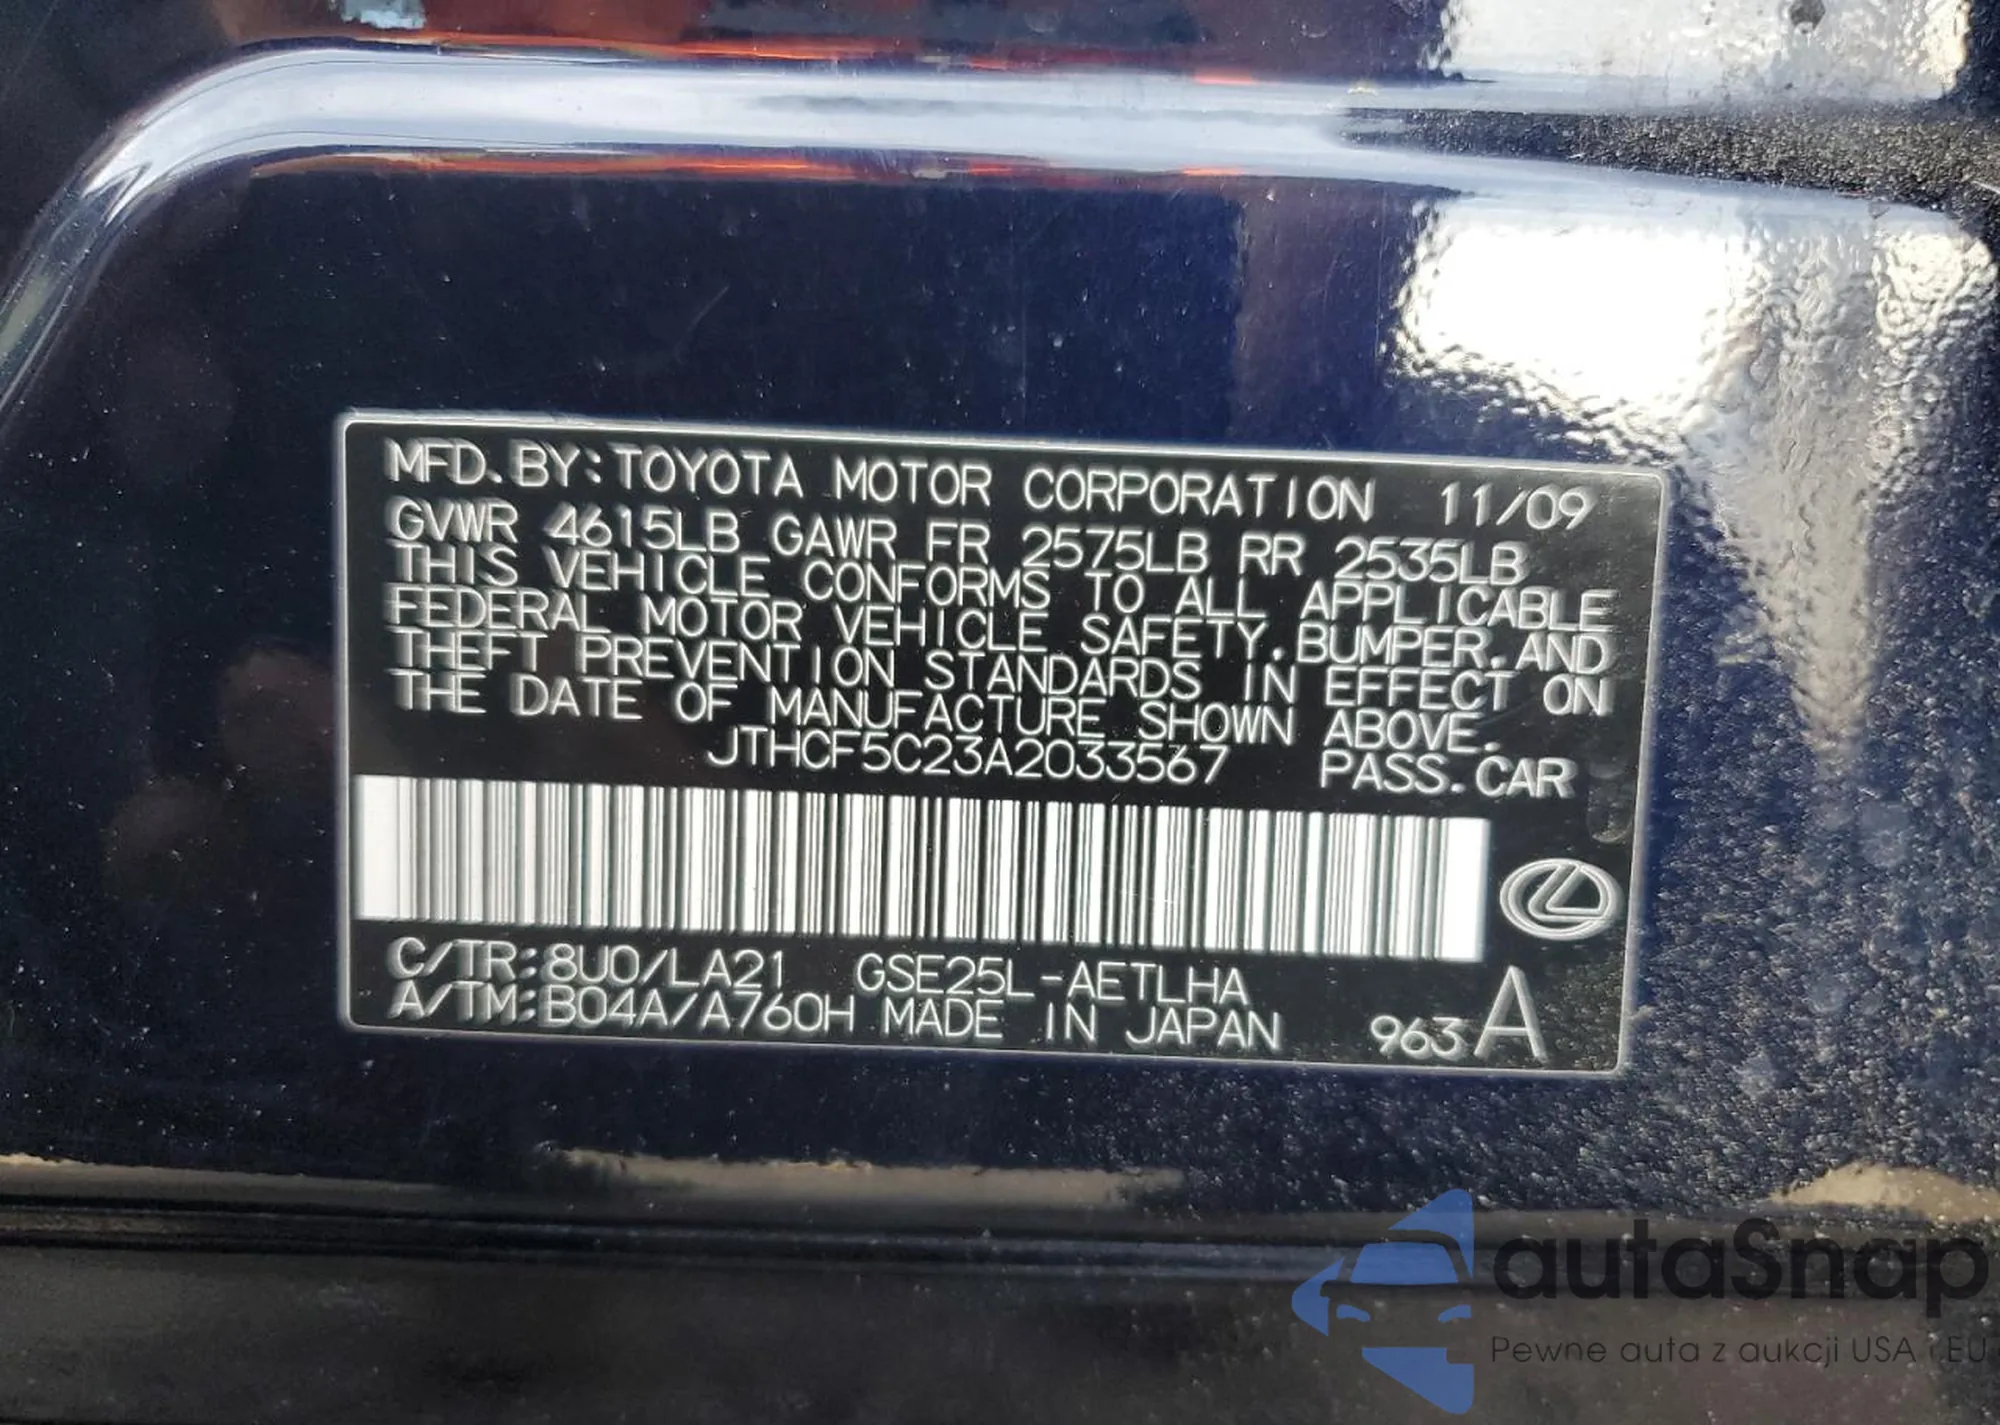 MFD. BY: TOYOTA MOTOR CORPORATION 11/09
GVWR 4615LB GAWR FR 2575LB RR 2535LB
THIS VEHICLE CONFORMS TO ALL APPLICABLE
FEDERAL MOTOR VEHICLE SAFETY, BUMPER, AND
THEFT PREVENTION STANDARDS IN EFFECT ON
THE DATE OF MANUFACTURE SHOWN ABOVE.
JTHCF5C23A2033567 PASS. CAR
C/TR: 8U0/LA21 GSE25L-AETLHA
A/TM: B04A/A760H MADE IN JAPAN 963 A
autaSnap
Pewne auta z aukcji USA i EU